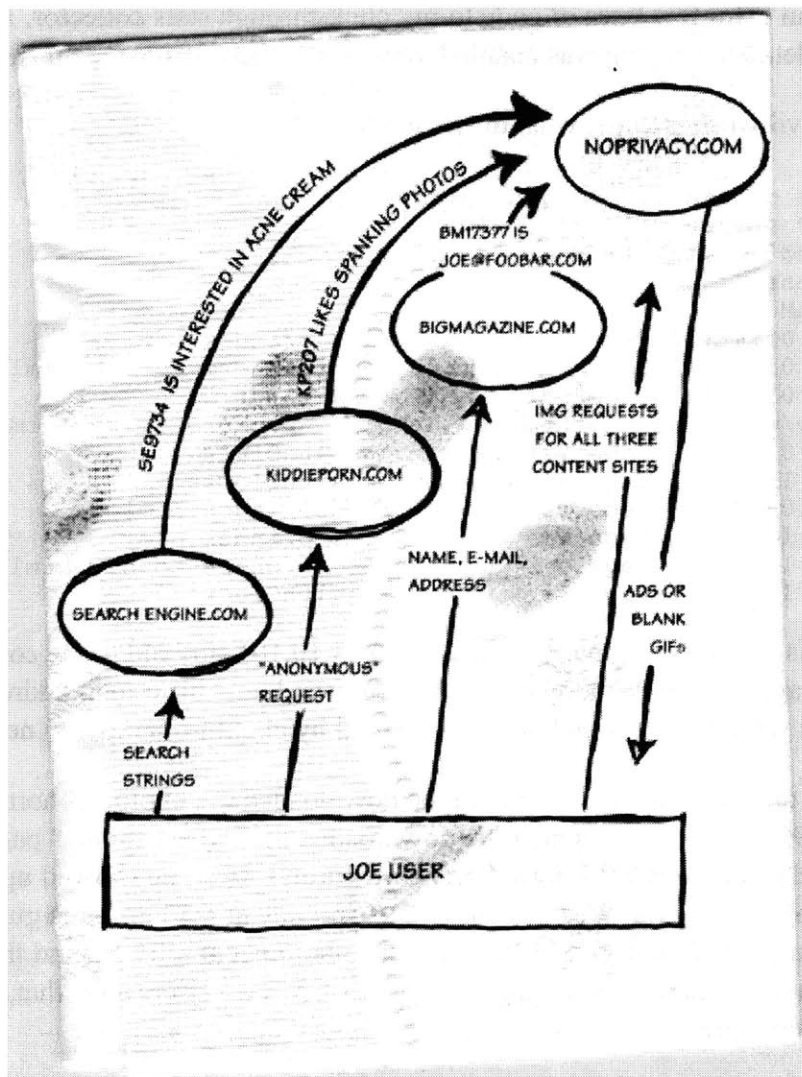 NOPRIVACY.COM
SE9734 IS INTERESTED IN ACNE CREAM
KP207 LIKES SPANKING PHOTOS
BM17377 IS
JOE@FOOBAR.COM
BIGMAGAZINE.COM
IMG REQUESTS
FOR ALL THREE
CONTENT SITES
KIDDIEPORN.COM
NAME, E-MAIL,
ADDRESS
ADS OR
BLANK
GIFs
SEARCH ENGINE.COM
"ANONYMOUS"
REQUEST
SEARCH
STRINGS
JOE USER